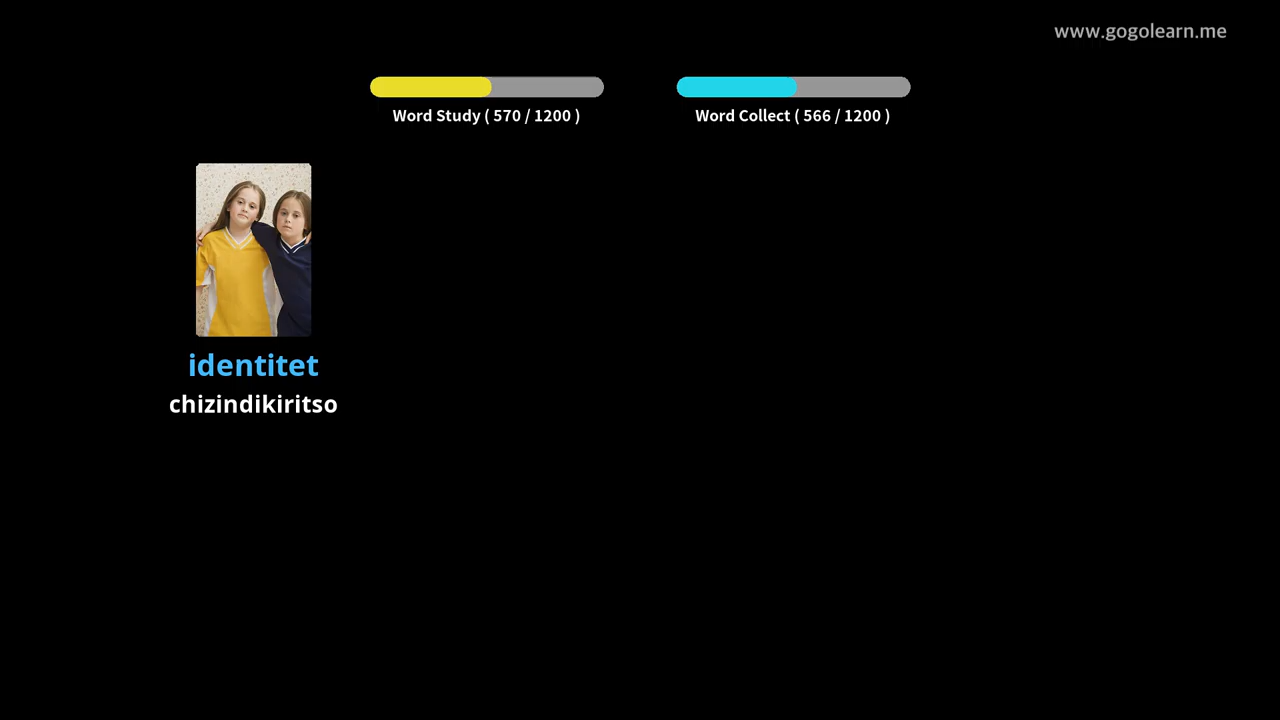 www.gogolearn.me
Word Study ( 570 / 1200 )
Word Collect ( 566 / 1200 )
identitet
chizindikiritso